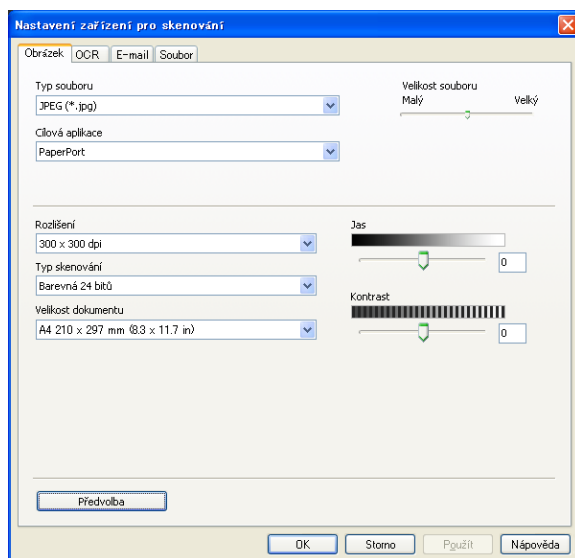 Nastavení zařízení pro skenování
Obrázek OCR E-mail Soubor
Typ souboru
JPEG (*.jpg)
Velikost souboru
Malý Velký
Cílová aplikace
PaperPort
Rozlišení
300 x 300 dpi
Typ skenování
Barevná 24 bitů
Velikost dokumentu
A4 210 x 297 mm (8.3 x 11.7 in)
Jas
0
Kontrast
0
Předvolba
OK Storno Použít Nápověda